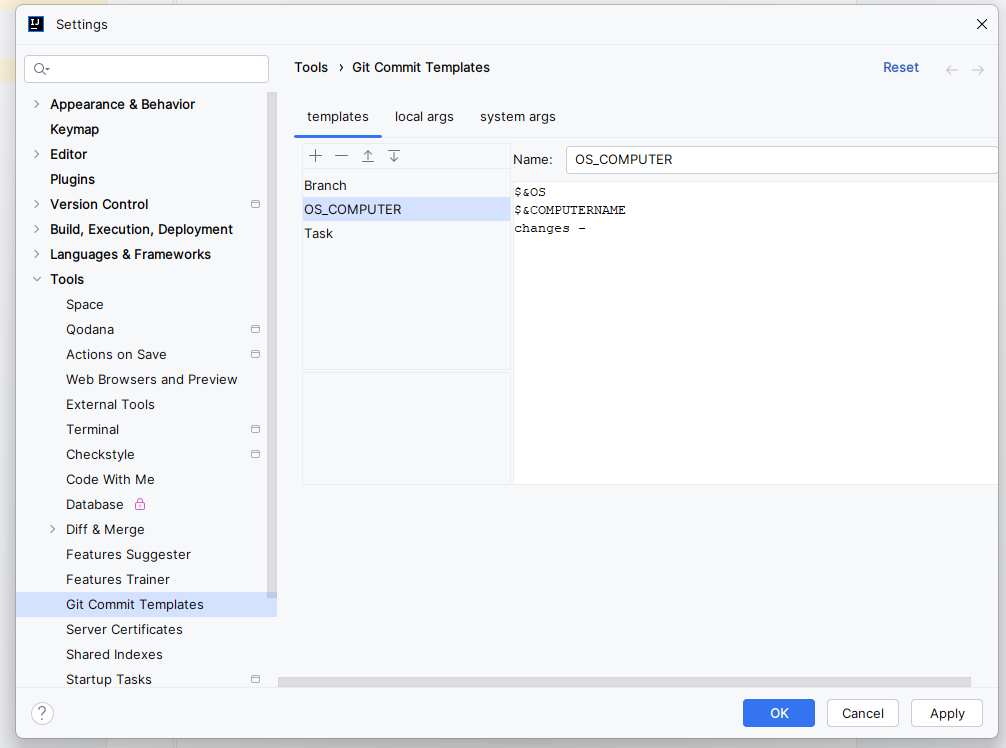 Settings
Tools › Git Commit Templates
Reset
Appearance & Behavior
Keymap
Editor
Plugins
Version Control
Build, Execution, Deployment
Languages & Frameworks
Tools
Space
Qodana
Actions on Save
Web Browsers and Preview
External Tools
Terminal
Checkstyle
Code With Me
Database
Diff & Merge
Features Suggester
Features Trainer
Git Commit Templates
Server Certificates
Shared Indexes
Startup Tasks
templates
local args
system args
Branch
OS_COMPUTER
Task
Name:
OS_COMPUTER
$&OS
$&COMPUTERNAME
changes -
?
OK
Cancel
Apply